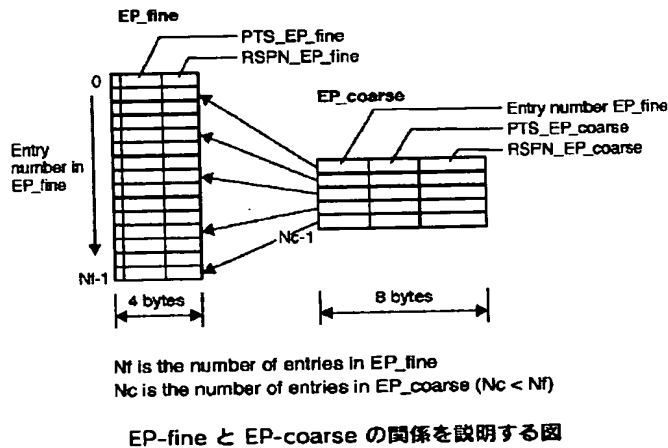 EP_fine
PTS_EP_fine
RSPN_EP_fine
0
EP_coarse
Entry number EP_fine
PTS_EP_coarse
RSPN_EP_coarse
Entry
number in
EP_fine
Nc-1
Nf-1
4 bytes
8 bytes
Nf is the number of entries in EP_fine
Nc is the number of entries in EP_coarse (Nc < Nf)
EP-fine と EP-coarse の関係を説明する図